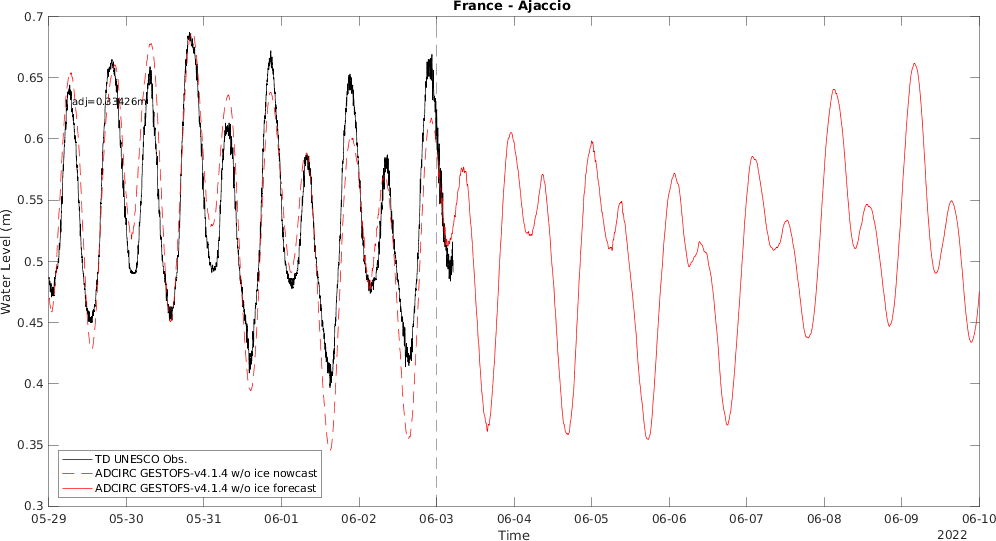 France - Ajaccio
0.7
0.65
adj=0.33426m
0.6
0.55
0.5
0.45
0.4
0.35
0.3
Water Level (m)
TD UNESCO Obs.
ADCIRC GESTOFS-v4.1.4 w/o ice nowcast
ADCIRC GESTOFS-v4.1.4 w/o ice forecast
05-29 05-30 05-31 06-01 06-02 06-03 06-04 06-05 06-06 06-07 06-08 06-09 06-10
Time
2022